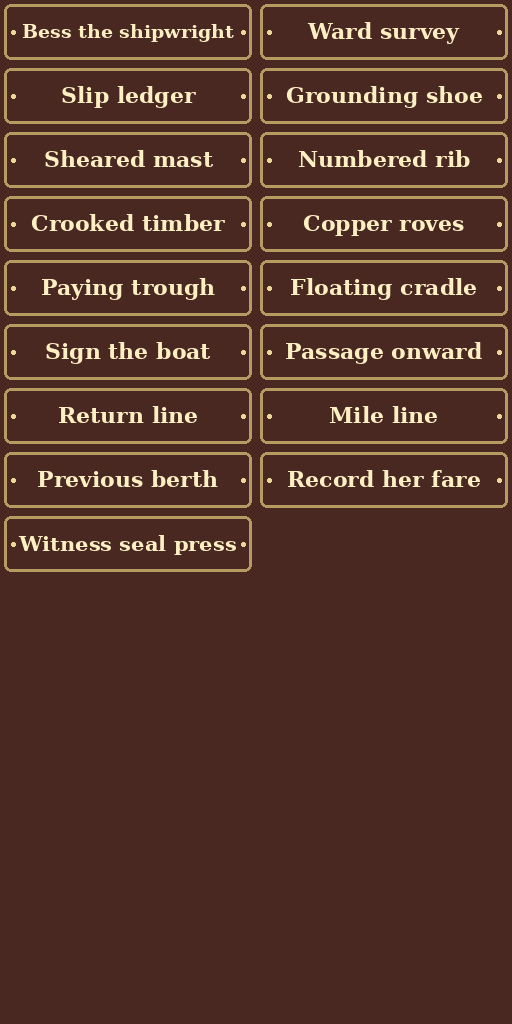 Bess the shipwright
Ward survey
Slip ledger
Grounding shoe
Sheared mast
Numbered rib
Crooked timber
Copper roves
Paying trough
Floating cradle
Sign the boat
Passage onward
Return line
Mile line
Previous berth
Record her fare
Witness seal press